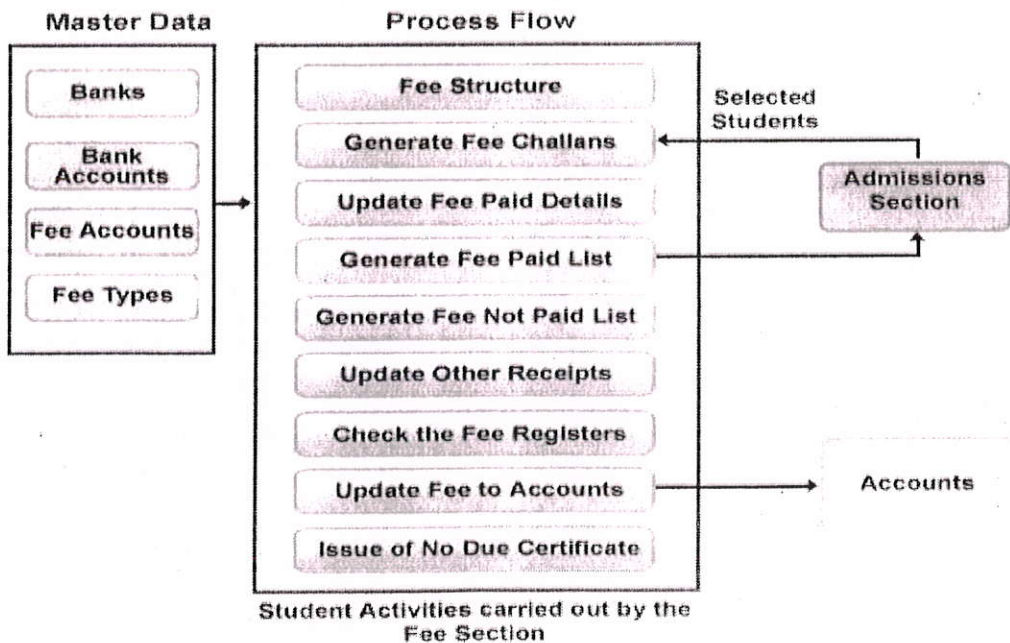 Master Data
Process Flow
Banks
Bank
Accounts
Fee Accounts
Fee Types
Fee Structure
Generate Fee Challans
Update Fee Paid Details
Generate Fee Paid List
Generate Fee Not Paid List
Update Other Receipts
Check the Fee Registers
Update Fee to Accounts
Issue of No Due Certificate
Student Activities carried out by the
Fee Section
Selected
Students
Admissions
Section
Accounts